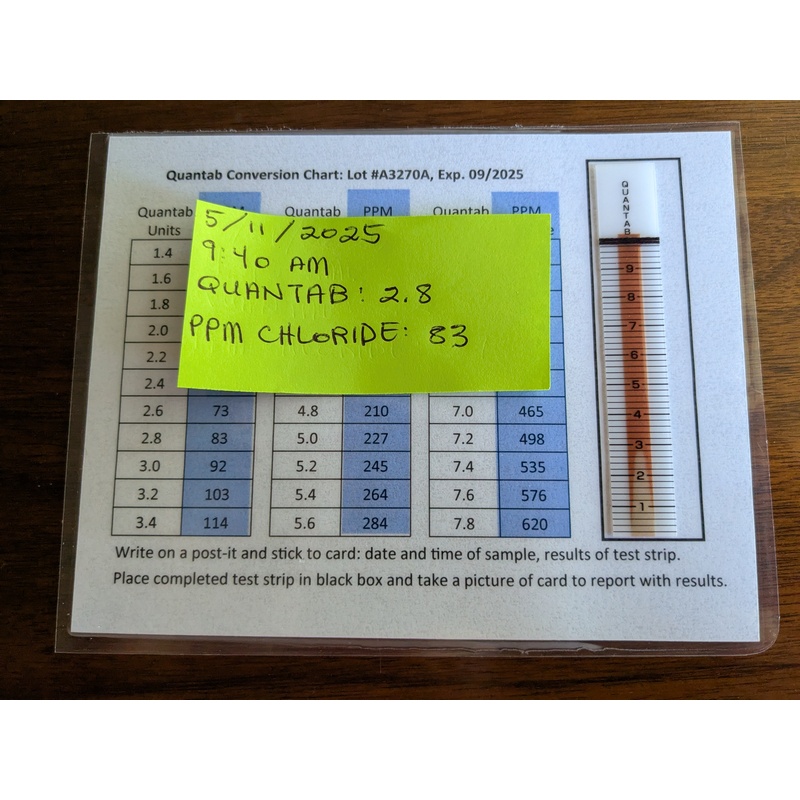 Quantab Conversion Chart: Lot #A3270A, Exp. 09/2025
Quantab Quantab PPM Quantab PPM
Units
5/11/2025
9:40 AM
QUANTAB: 2.8
PPM CHLORIDE: 83
1.4
1.6
1.8
2.0
2.2
2.4
2.6 73 4.8 210 7.0 465
2.8 83 5.0 227 7.2 498
3.0 92 5.2 245 7.4 535
3.2 103 5.4 264 7.6 576
3.4 114 5.6 284 7.8 620
QUANTAB
9
8
7
6
5
4
3
2
1
Write on a post-it and stick to card: date and time of sample, results of test strip.
Place completed test strip in black box and take a picture of card to report with results.